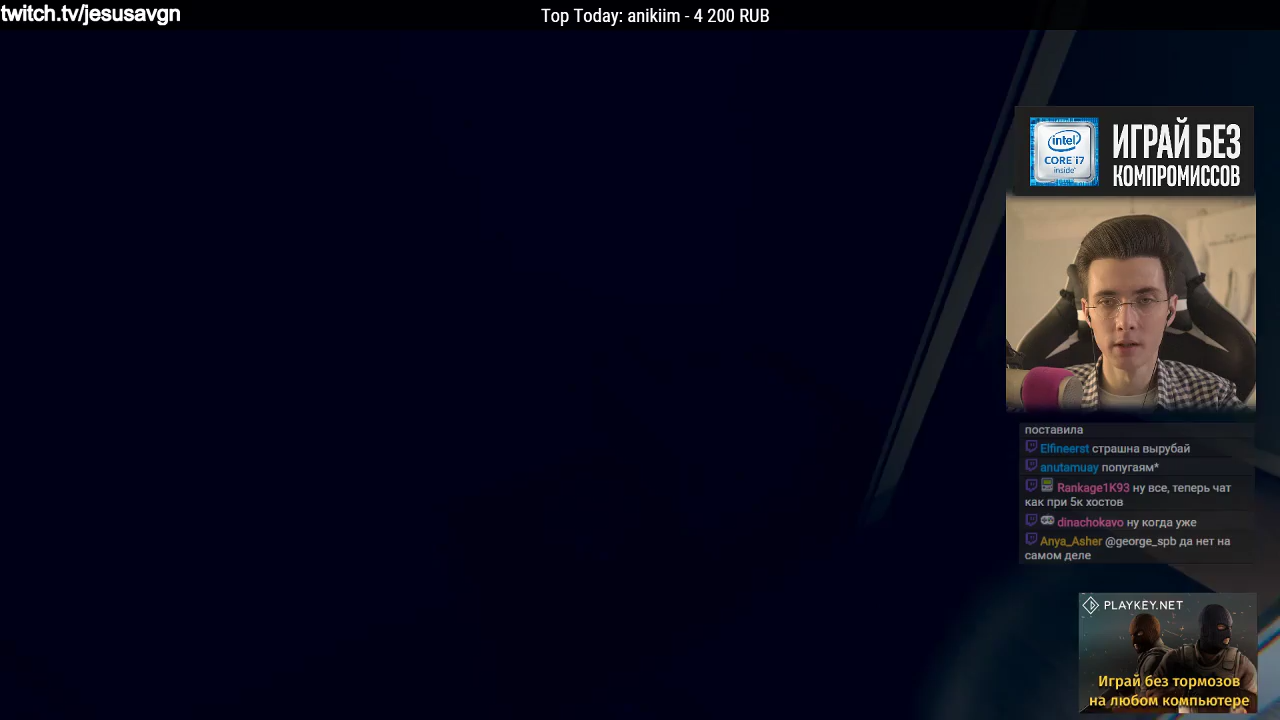 twitch.tv/jesusavgn
Top Today: anikiim - 4 200 RUB
intel
CORE i7
inside
ИГРАЙ БЕЗ
КОМПРОМИССОВ
поставила
Elfineerst страшна вырубай
anutamuay попугаям*
Rankage1K93 ну все, теперь чат
как при 5к хостов
dinachokavo ну когда уже
Anya_Asher @george_spb да нет на
самом деле
PLAYKEY.NET
Играй без тормозов
на любом компьютере